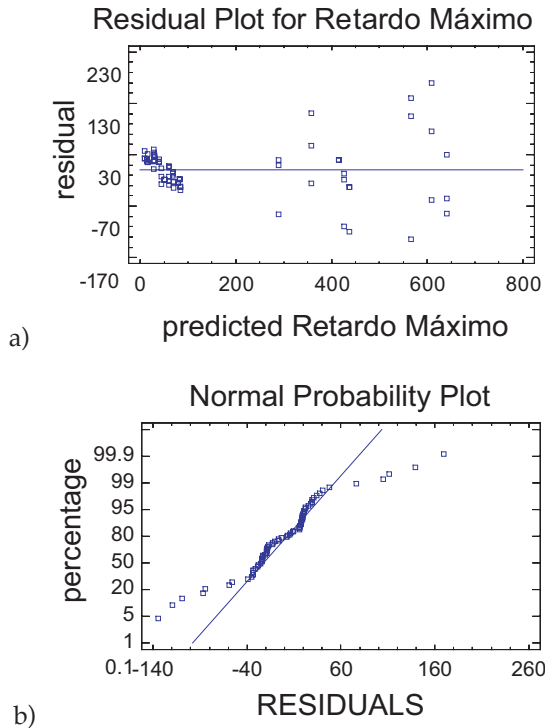 Residual Plot for Retardo Máximo
230
130
30
-70
-170
residual
0 200 400 600 800
predicted Retardo Máximo
a)
Normal Probability Plot
99.9
99
95
80
50
20
5
1
0.1
percentage
-140 -40 60 160 260
RESIDUALS
b)